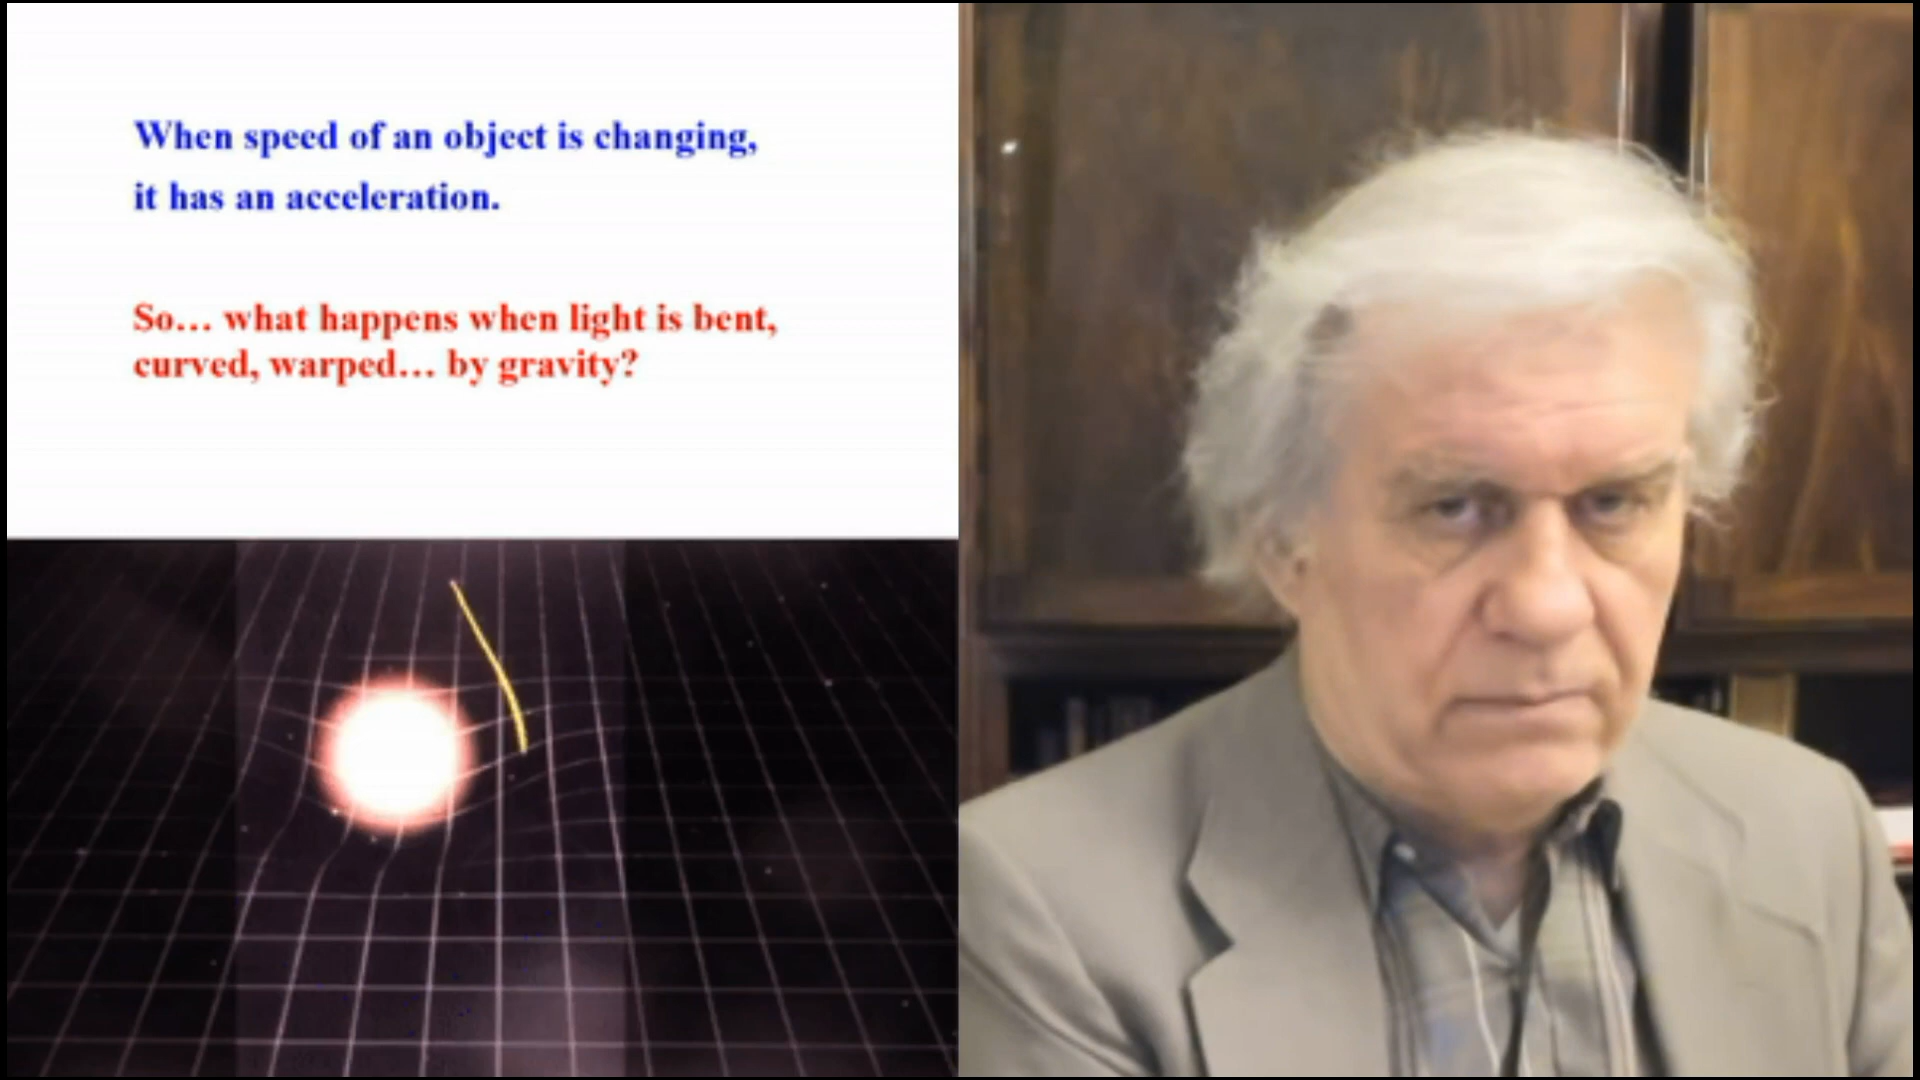 When speed of an object is changing,
it has an acceleration.
So... what happens when light is bent,
curved, warped... by gravity?